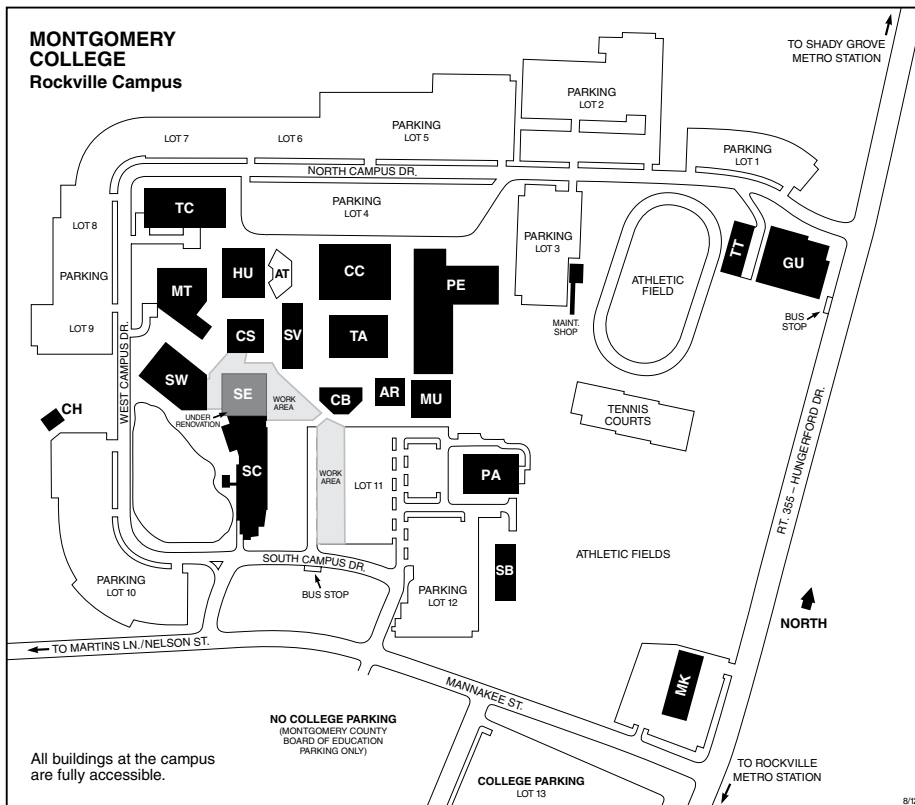 MONTGOMERY
COLLEGE
Rockville Campus
TO SHADY GROVE
METRO STATION
PARKING
LOT 2
PARKING
LOT 5
LOT 6
LOT 7
PARKING
LOT 1
NORTH CAMPUS DR.
PARKING
LOT 4
TC
LOT 8
PARKING
LOT 9
PARKING
LOT 3
MAINT.
SHOP
ATHLETIC
FIELD
TT
GU
BUS
STOP
HU
AT
CC
PE
MT
CS
SV
TA
WEST CAMPUS DR.
SW
SE
WORK
AREA
UNDER
RENOVATION
CB
AR
MU
TENNIS
COURTS
CH
SC
WORK
AREA
LOT 11
PA
RT. 355 – HUNGERFORD DR.
SOUTH CAMPUS DR.
BUS STOP
PARKING
LOT 10
PARKING
LOT 12
SB
ATHLETIC FIELDS
NORTH
TO MARTINS LN./NELSON ST.
MANNAKEE ST.
MK
NO COLLEGE PARKING
(MONTGOMERY COUNTY
BOARD OF EDUCATION
PARKING ONLY)
All buildings at the campus
are fully accessible.
COLLEGE PARKING
LOT 13
TO ROCKVILLE
METRO STATION